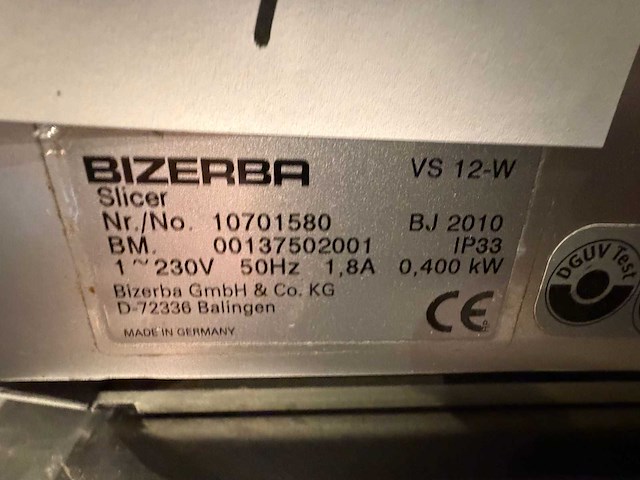 BIZERBA VS 12-W
Slicer
Nr./No. 10701580 BJ 2010
BM. 00137502001 IP33
1~230V 50Hz 1,8A 0,400 kW
Bizerba GmbH & Co. KG
D-72336 Balingen
CE
MADE IN GERMANY
DGUV Test